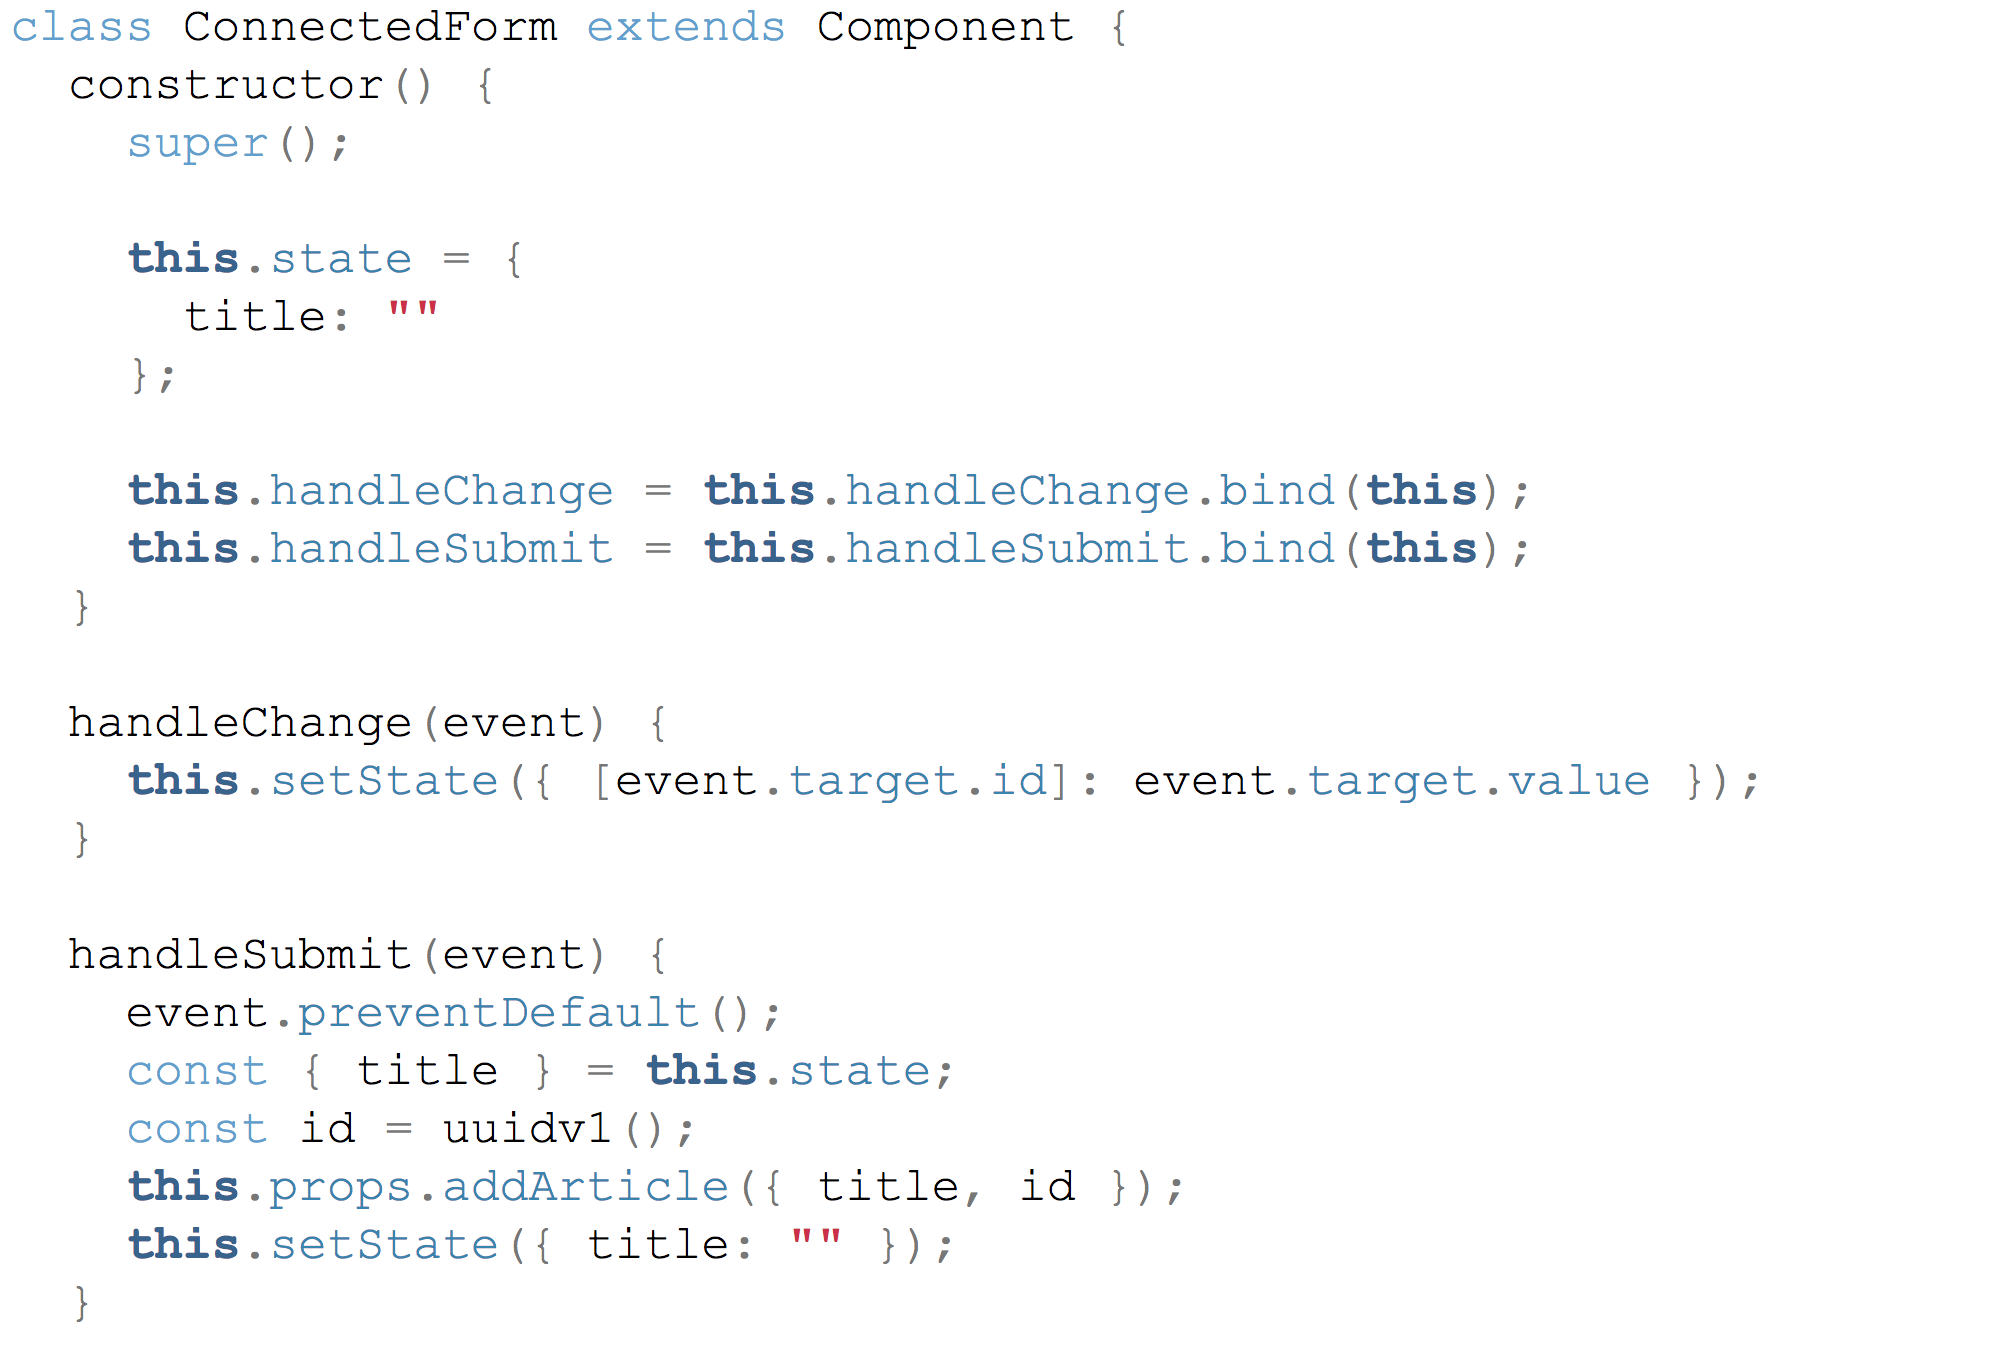 class ConnectedForm extends Component {
  constructor() {
    super();

    this.state = {
      title: ""
    };

    this.handleChange = this.handleChange.bind(this);
    this.handleSubmit = this.handleSubmit.bind(this);
  }

  handleChange(event) {
    this.setState({ [event.target.id]: event.target.value });
  }

  handleSubmit(event) {
    event.preventDefault();
    const { title } = this.state;
    const id = uuidv1();
    this.props.addArticle({ title, id });
    this.setState({ title: "" });
  }